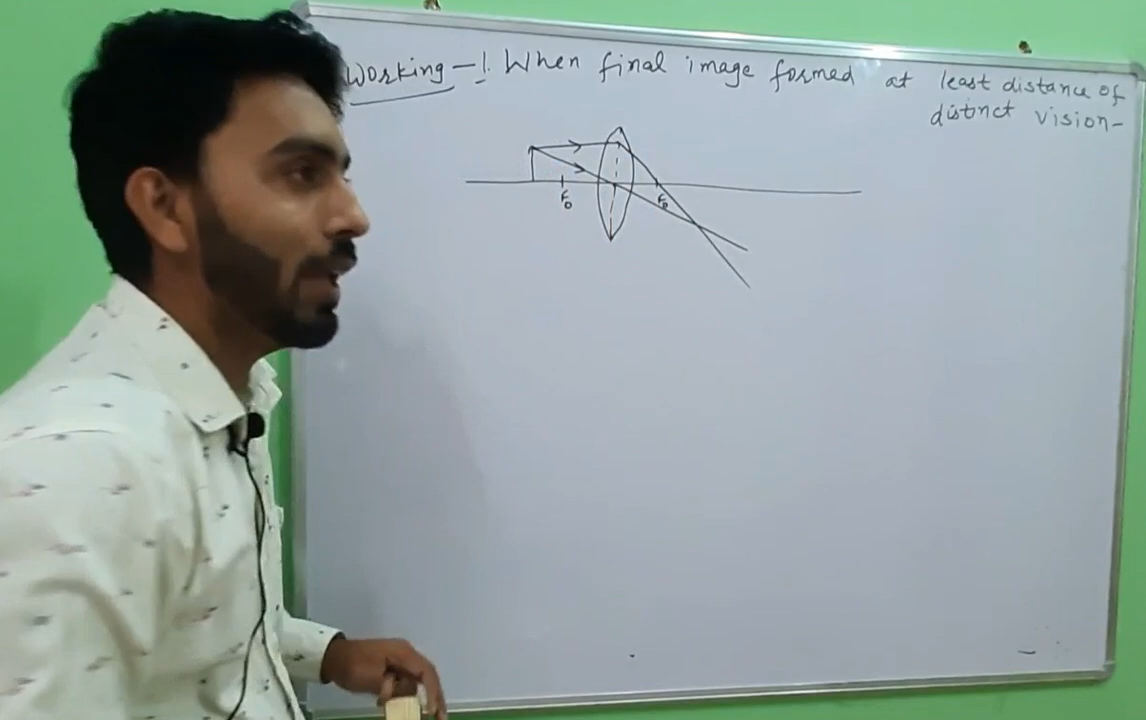 Working - 1. When final image formed at least distance of
distinct vision-
Fo
Fo